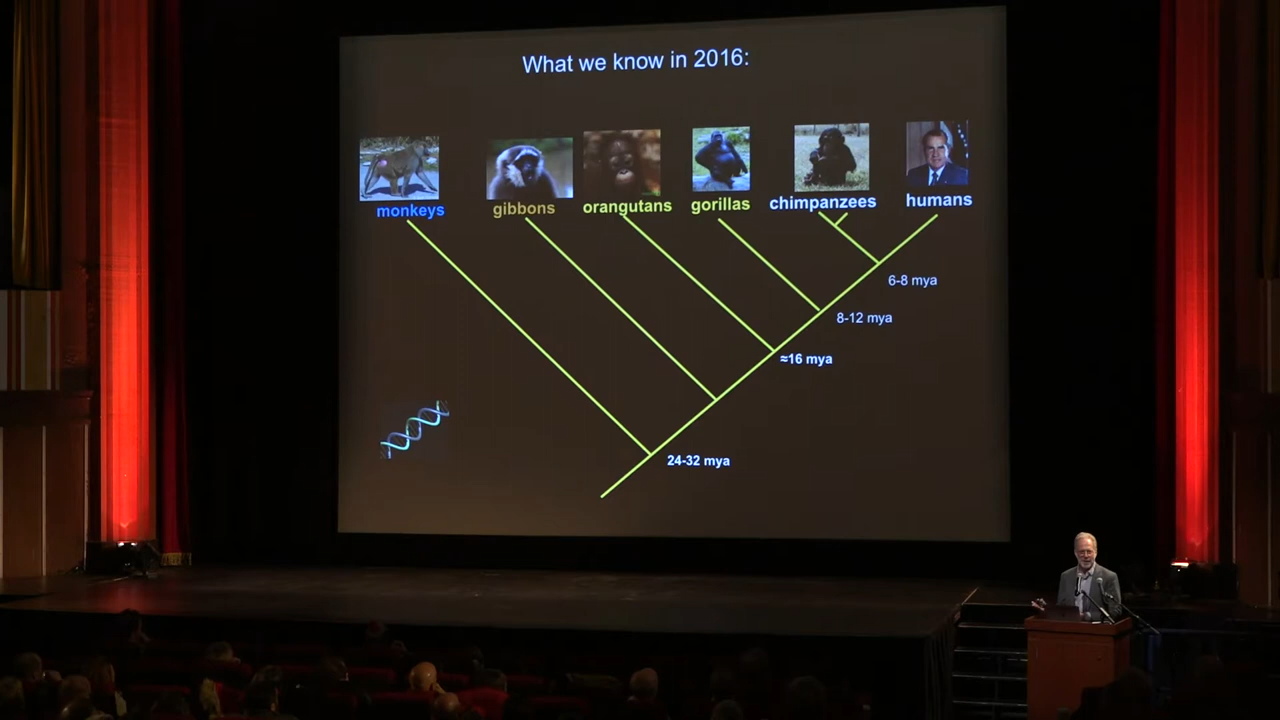 What we know in 2016:
monkeys
gibbons
orangutans
gorillas
chimpanzees
humans
6-8 mya
8-12 mya
≈16 mya
24-32 mya